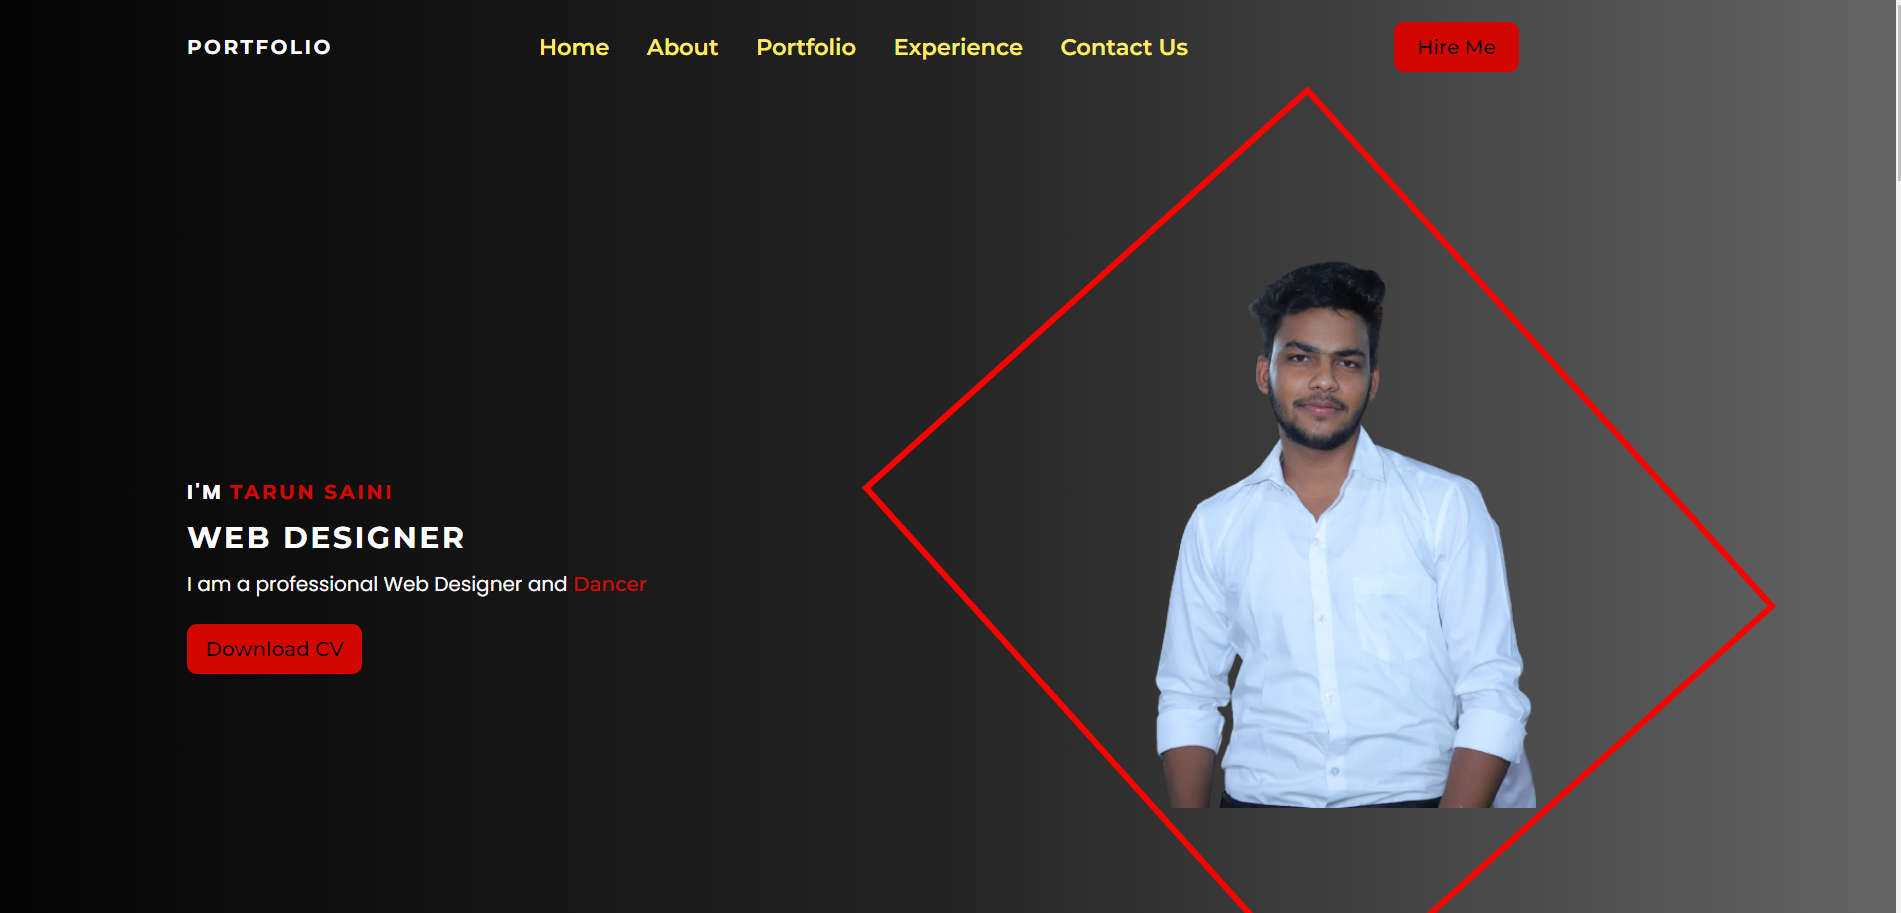 PORTFOLIO Home About Portfolio Experience Contact Us Hire Me
I'M TARUN SAINI
WEB DESIGNER
I am a professional Web Designer and Dancer
Download CV